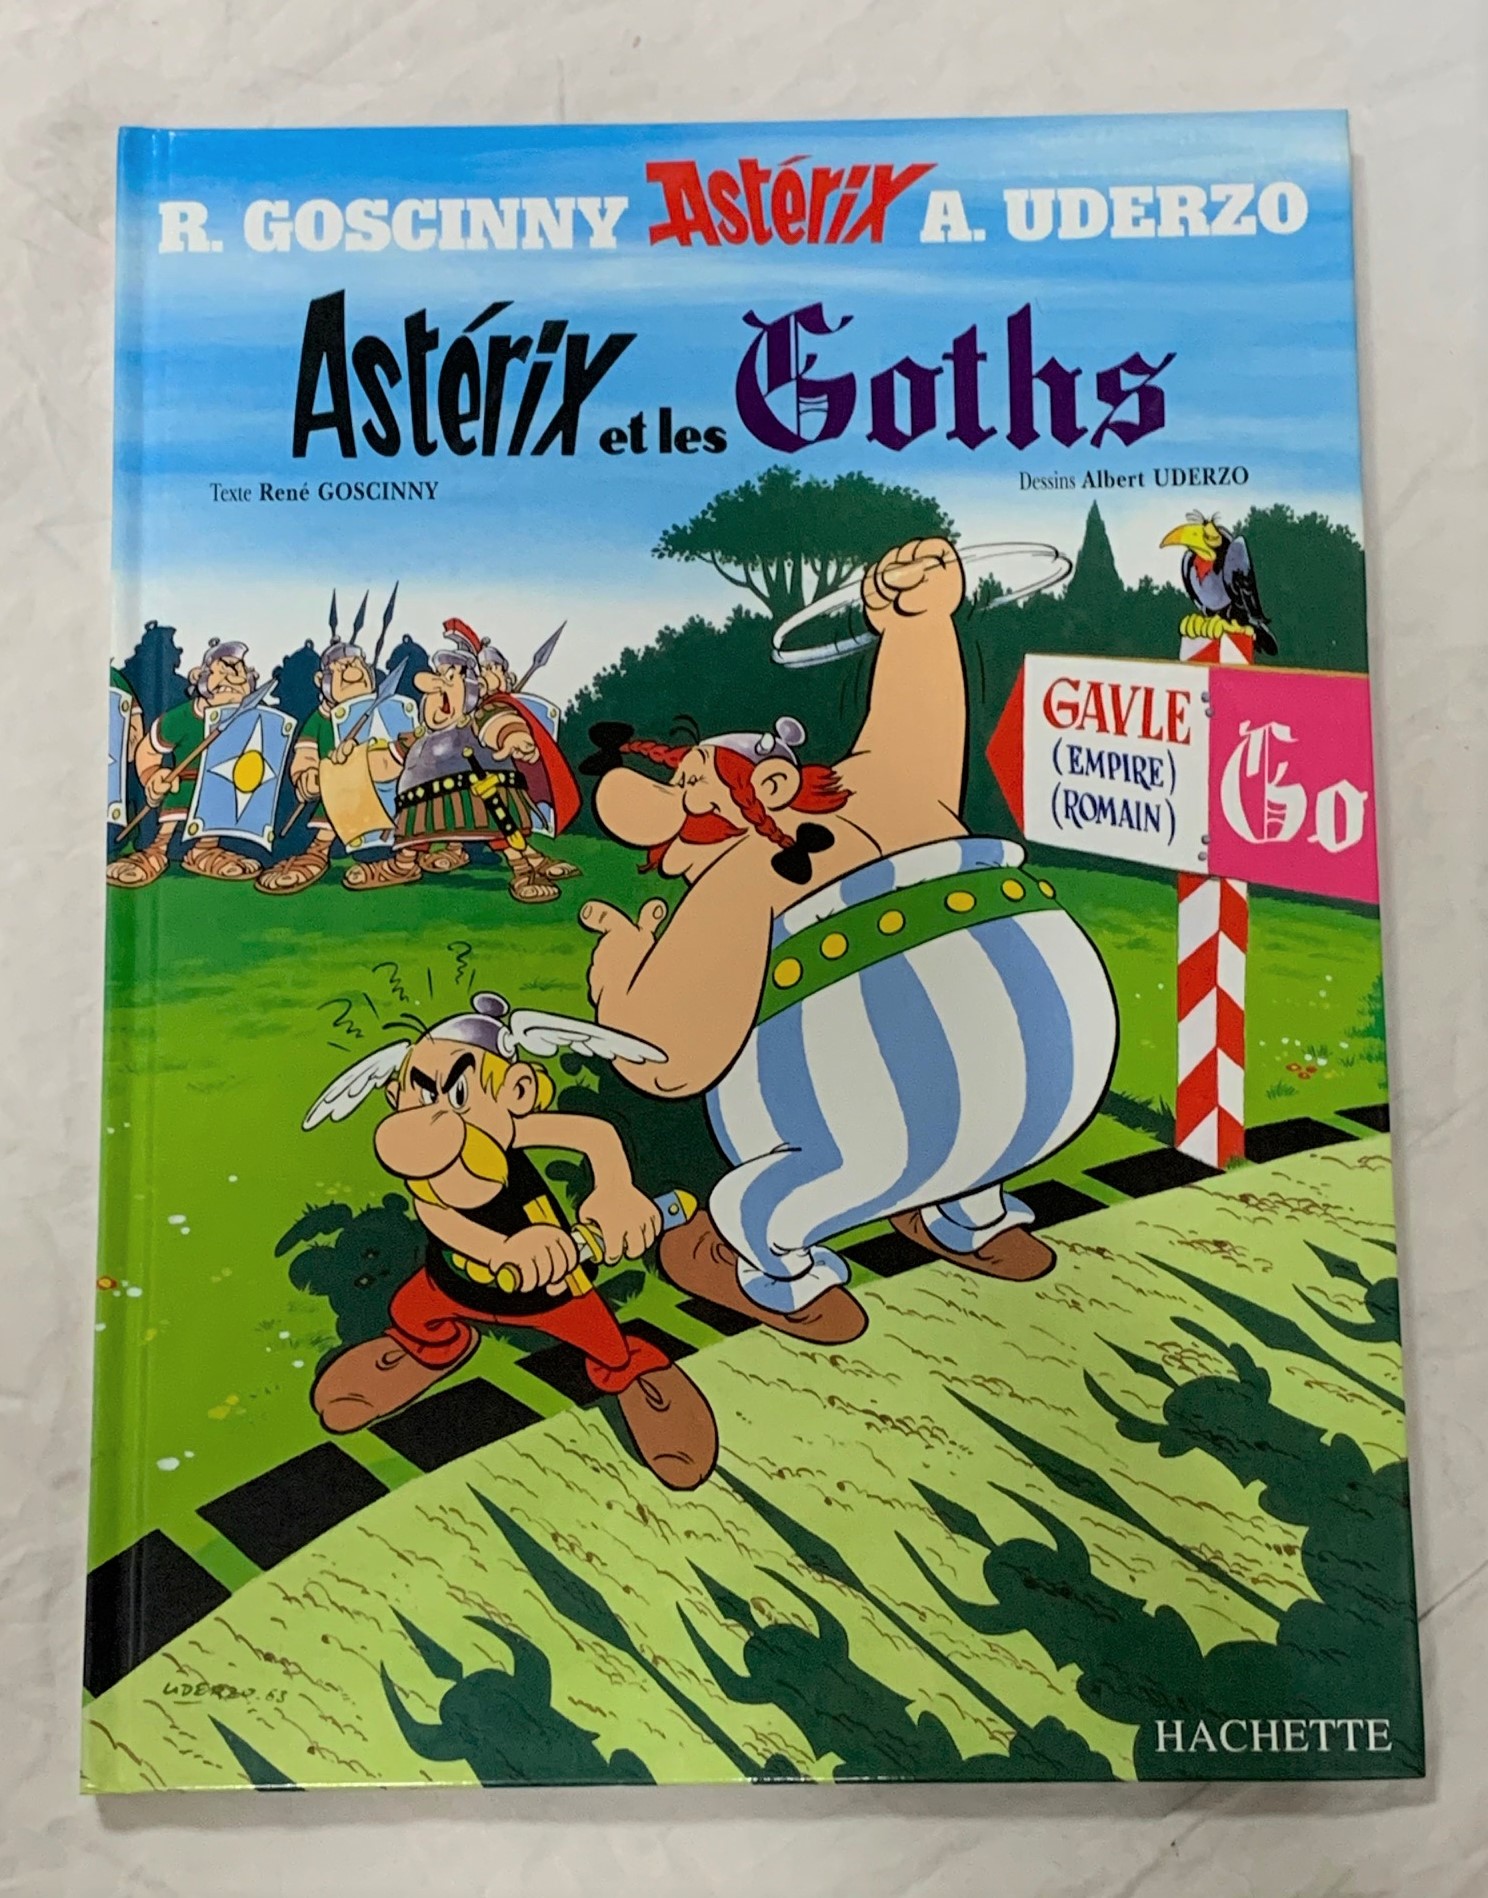 R. GOSCINNY Astérix A. UDERZO
Astérix et les Goths
Texte René GOSCINNY
Dessins Albert UDERZO
GAVLE
(EMPIRE)
(ROMAIN)
Go
UDERZO.63
HACHETTE